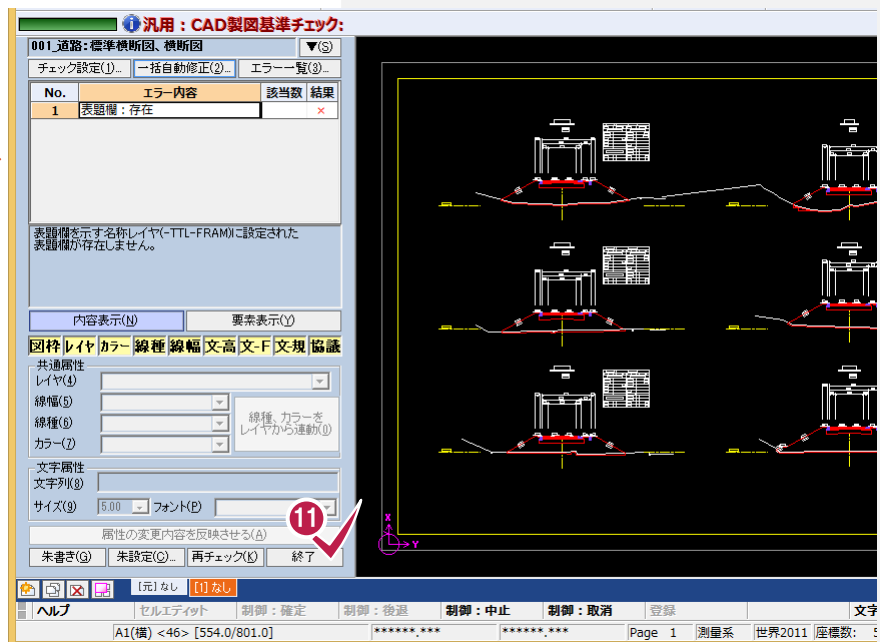 汎用：CAD製図基準チェック:
001_道路:標準横断図、横断図 ▼(S)
チェック設定(1)... 一括自動修正(2)... エラー一覧(3)...
No. エラー内容 該当数 結果
1 表題欄：存在 ×
表題欄を示す名称レイヤ(-TTL-FRAM)に設定された
表題欄が存在しません。
内容表示(N) 要素表示(Y)
図枠 レイヤ カラー 線種 線幅 文-高 文-F 文-規 協議
共通属性
レイヤ(4)
線幅(5)
線種(6)
カラー(7)
線種、カラーを
レイヤから連動(0)
文字属性
文字列(8)
サイズ(9) 5.00 フォント(P)
11
属性の変更内容を反映させる(A)
朱書き(G) 朱設定(C)... 再チェック(K) 終了
X
Y
[元] なし [1] なし
ヘルプ セルエディット 制御：確定 制御：後退 制御：中止 制御：取消 登録 文字
A1(横) <46> [554.0/801.0] ******.*** ******.*** Page 1 測量系 世界2011 座標数: